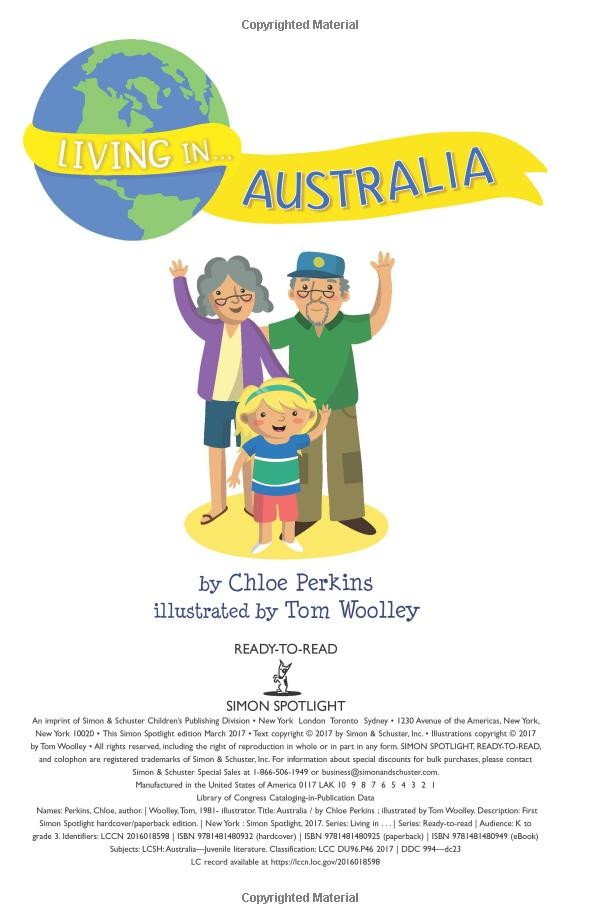 Copyrighted Material
LIVING IN...
AUSTRALIA
by Chloe Perkins
illustrated by Tom Woolley
READY-TO-READ
SIMON SPOTLIGHT
An imprint of Simon & Schuster Children's Publishing Division • New York London Toronto Sydney • 1230 Avenue of the Americas, New York,
New York 10020 • This Simon Spotlight edition March 2017 • Text copyright © 2017 by Simon & Schuster, Inc. • Illustrations copyright © 2017
by Tom Woolley • All rights reserved, including the right of reproduction in whole or in part in any form. SIMON SPOTLIGHT, READY-TO-READ,
and colophon are registered trademarks of Simon & Schuster, Inc. For information about special discounts for bulk purchases, please contact
Simon & Schuster Special Sales at 1-866-506-1949 or business@simonandschuster.com.
Manufactured in the United States of America 0117 LAK 10 9 8 7 6 5 4 3 2 1
Library of Congress Cataloging-in-Publication Data
Names: Perkins, Chloe, author. | Woolley, Tom, 1981- illustrator. Title: Australia / by Chloe Perkins ; illustrated by Tom Woolley. Description: First
Simon Spotlight hardcover/paperback edition. | New York : Simon Spotlight, 2017. Series: Living in . . . | Series: Ready-to-read | Audience: K to
grade 3. Identifiers: LCCN 2016018598 | ISBN 9781481480932 (hardcover) | ISBN 9781481480925 (paperback) | ISBN 9781481480949 (eBook)
Subjects: LCSH: Australia—Juvenile literature. Classification: LCC DU96.P46 2017 | DDC 994—dc23
LC record available at https://lccn.loc.gov/2016018598
Copyrighted Material